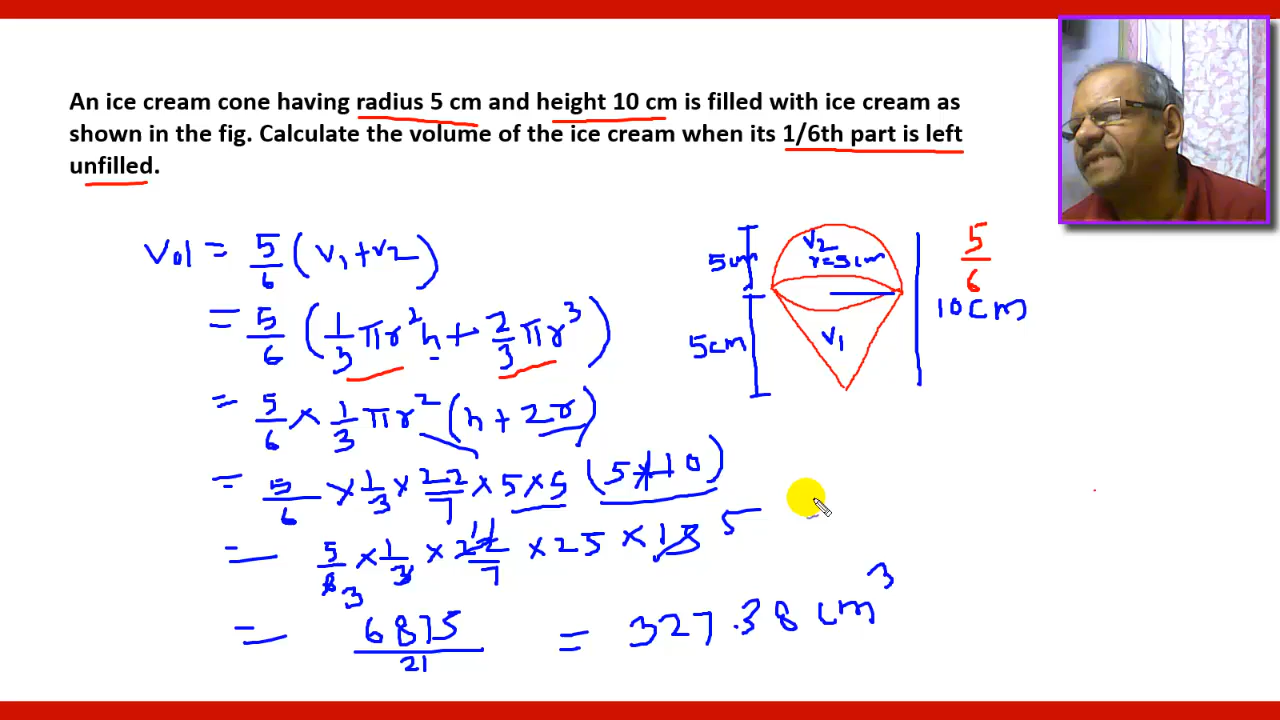 An ice cream cone having radius 5 cm and height 10 cm is filled with ice cream as
shown in the fig. Calculate the volume of the ice cream when its 1/6th part is left
unfilled.
Vol = 5/6 (v₁+v₂)
= 5/6 (1/3 πr²h + 2/3 πr³)
= 5/6 × 1/3 πr² (h + 2r)
= 5/6 × 1/3 × 22/7 × 5 × 5 (5+10)
= 5/6 3 × 1/3 × 22/7 11 × 25 × 15 5
= 6875/21 = 327.38 cm³
5cm
v₂
r=5cm
5cm
v₁
5/6
10cm